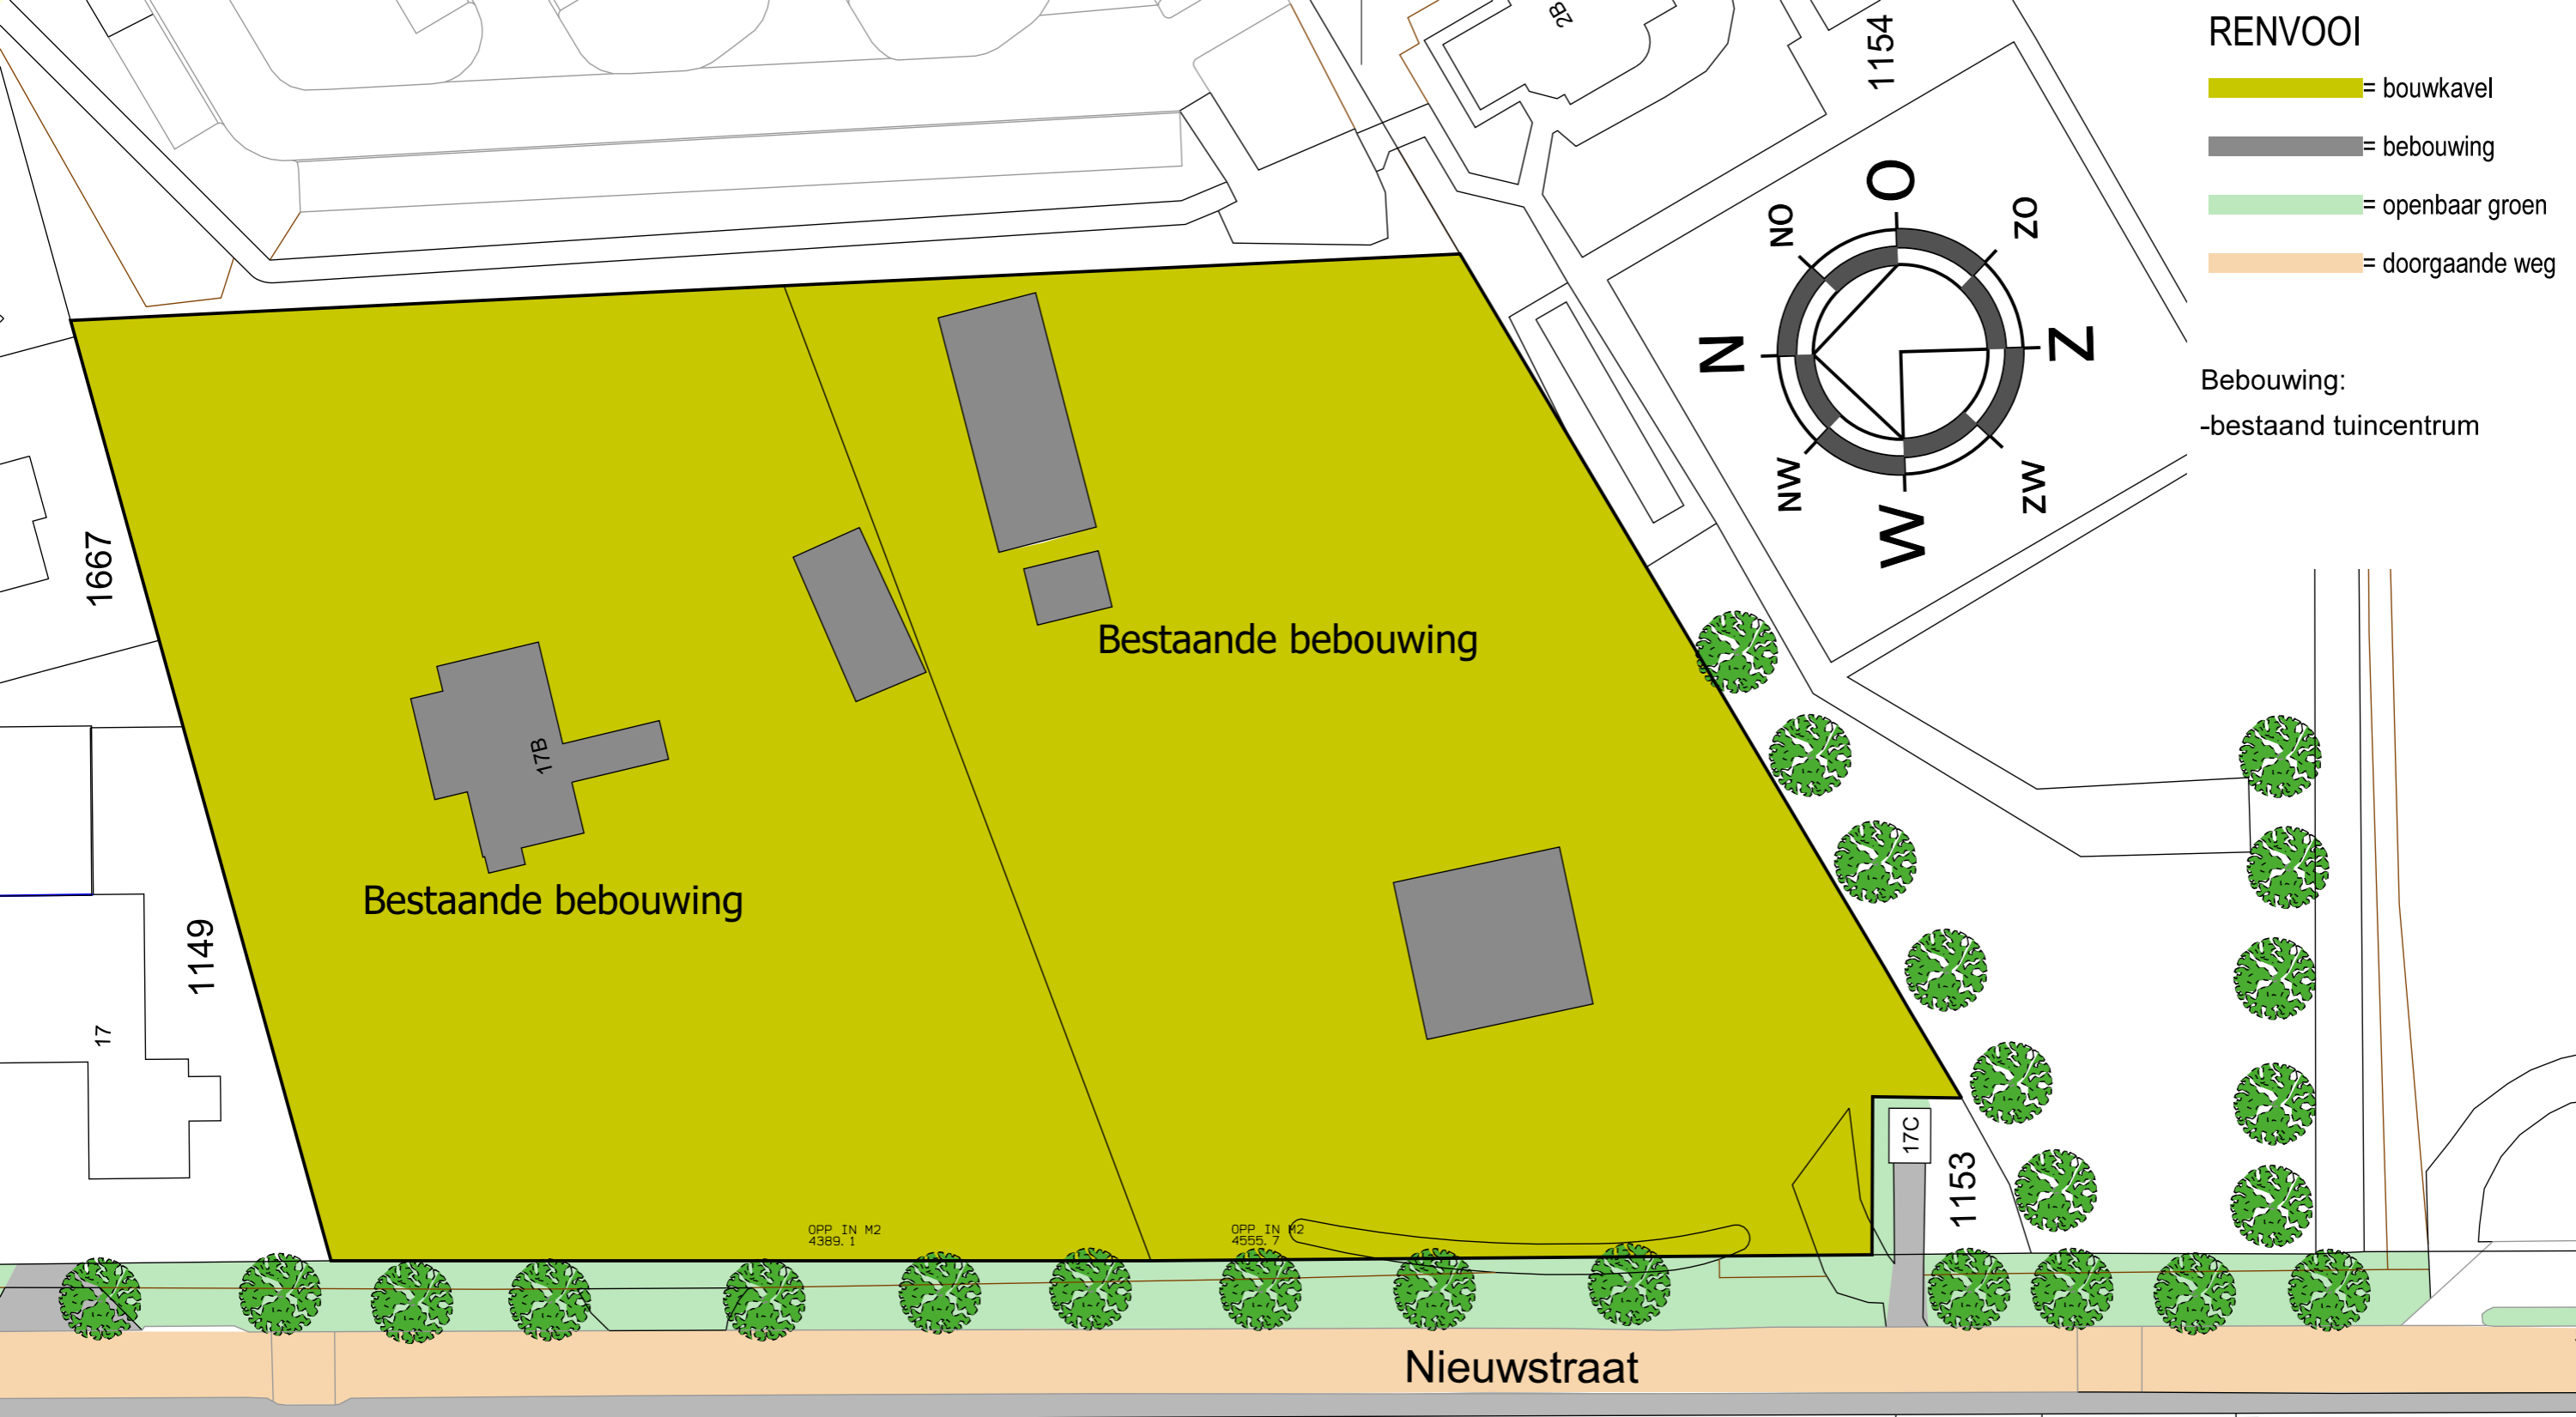 RENVOOI
= bouwkavel
= bebouwing
= openbaar groen
= doorgaande weg
Bebouwing:
-bestaand tuincentrum
2B
1154
O
NO
ZO
N
Z
NW
ZW
W
1667
Bestaande bebouwing
17B
Bestaande bebouwing
1149
17
17C
1153
OPP IN M2
4389.1
OPP IN M2
4555.7
Nieuwstraat